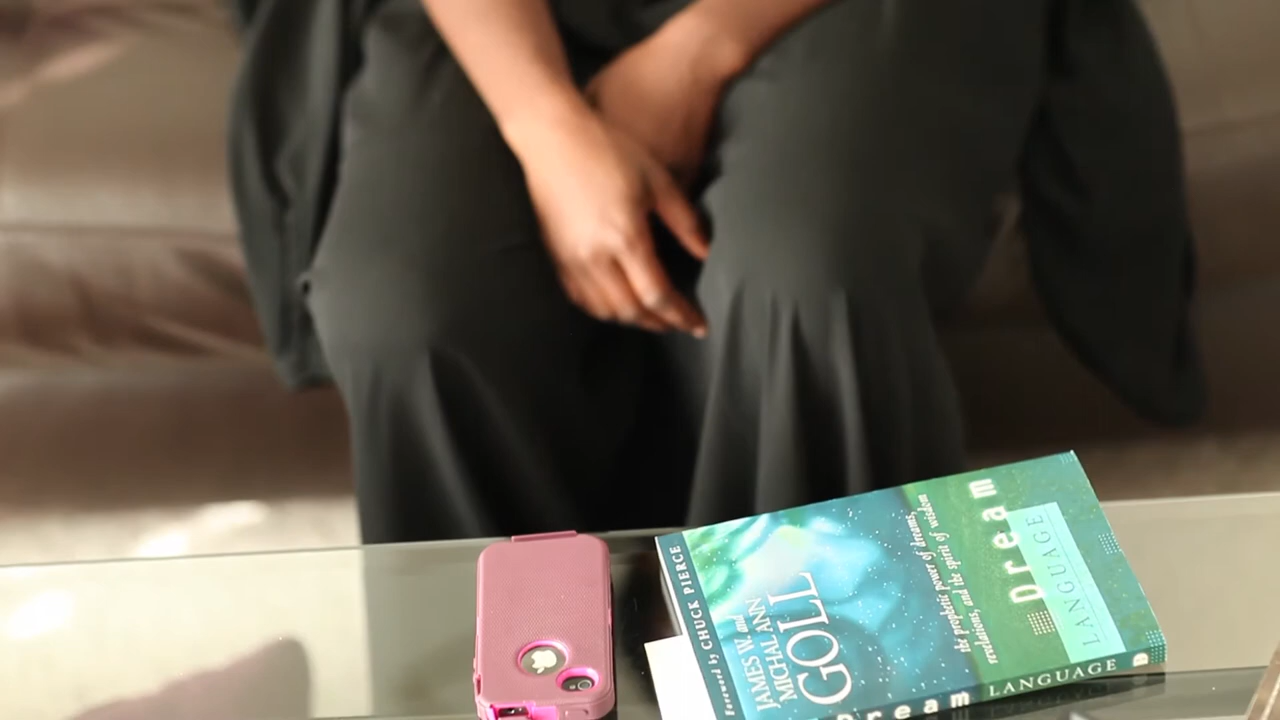 Dream
LANGUAGE
the prophetic power of dreams,
revelations, and the spirit of wisdom
JAMES W. and
MICHAL ANN
GOLL
Foreword by CHUCK PIERCE
Dream LANGUAGE
D